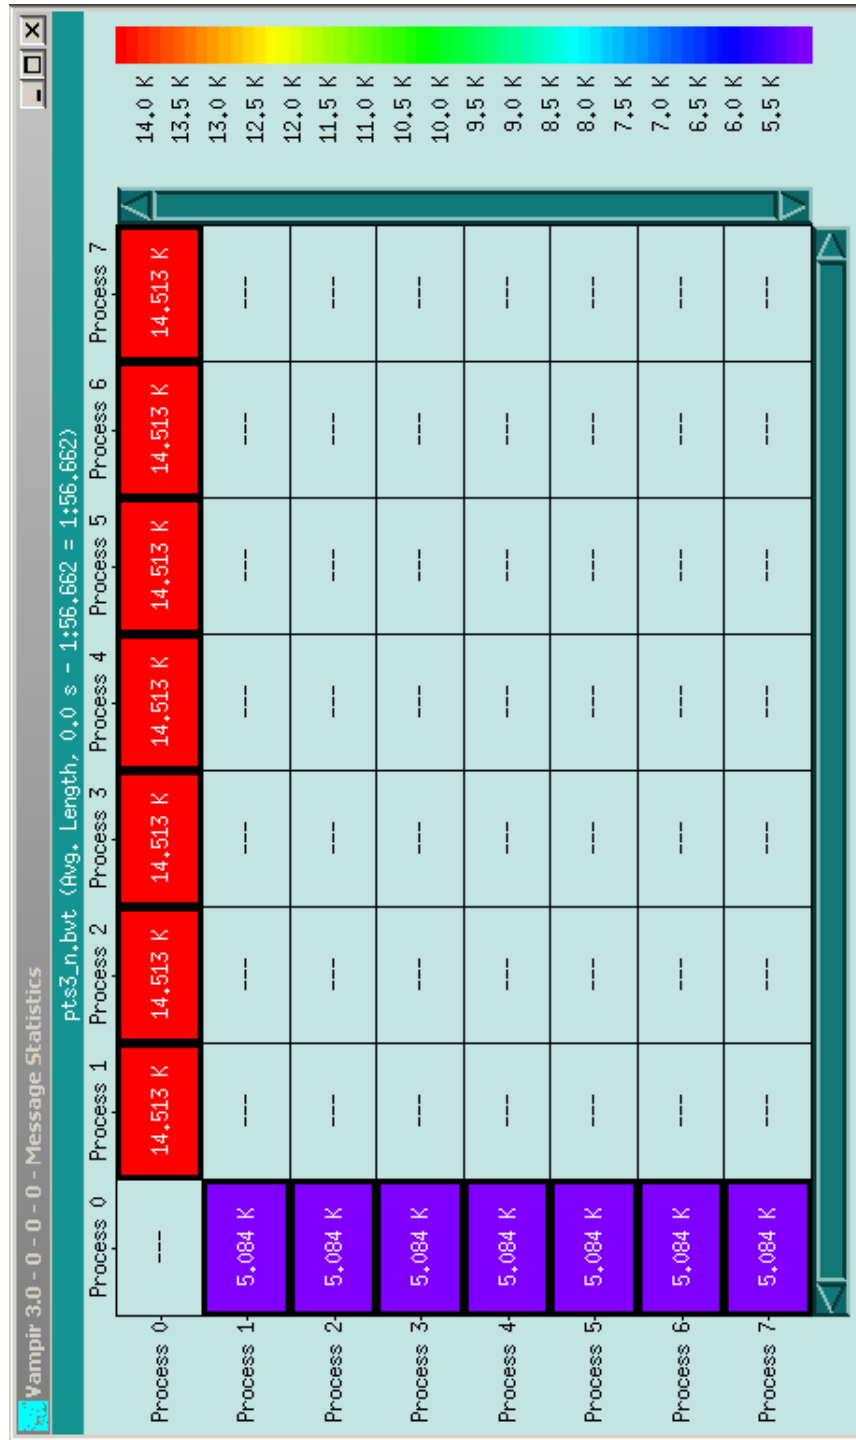 Vampir 3.0 - 0 - 0 - 0 - Message Statistics
pts3_n.bvt (Avg. Length, 0.0 s - 1:56.662 = 1:56.662)
Process 0 Process 1 Process 2 Process 3 Process 4 Process 5 Process 6 Process 7
Process 0 --- 14.513 K 14.513 K 14.513 K 14.513 K 14.513 K 14.513 K 14.513 K
Process 1 5.084 K --- --- --- --- --- --- ---
Process 2 5.084 K --- --- --- --- --- --- ---
Process 3 5.084 K --- --- --- --- --- --- ---
Process 4 5.084 K --- --- --- --- --- --- ---
Process 5 5.084 K --- --- --- --- --- --- ---
Process 6 5.084 K --- --- --- --- --- --- ---
Process 7 5.084 K --- --- --- --- --- --- ---
14.0 K
13.5 K
13.0 K
12.5 K
12.0 K
11.5 K
11.0 K
10.5 K
10.0 K
9.5 K
9.0 K
8.5 K
8.0 K
7.5 K
7.0 K
6.5 K
6.0 K
5.5 K